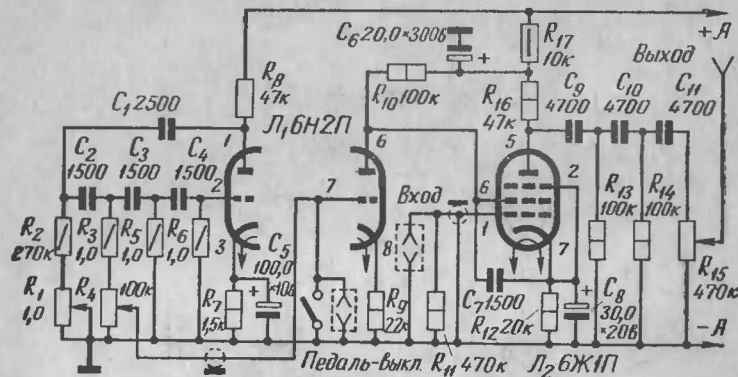 C₆ 20,0×300в
+
R₁₇
10к
+А
Выход
R₈
47к
R₁₀ 100к
R₁₆
47к
C₉
4700
C₁₀
4700
C₁₁
4700
C₁ 2500
Л₁ 6Н2П
C₂
1500
C₃
1500
C₄
1500
1
2
3
6
7
5
2
6
1
7
Вход
8
R₁₃
100к
R₁₄
100к
R₂
270к
R₃
1,0
R₅
1,0
R₆
1,0
C₅
100,0
×10в
+
R₁
1,0
R₄
100к
R₇
1,5к
R₉
22к
C₇ 1500
R₁₂ 20к
+
C₈
30,0
×20в
R₁₅
470к
-А
Педаль-выкл.
R₁₁ 470к
Л₂ 6Ж1П